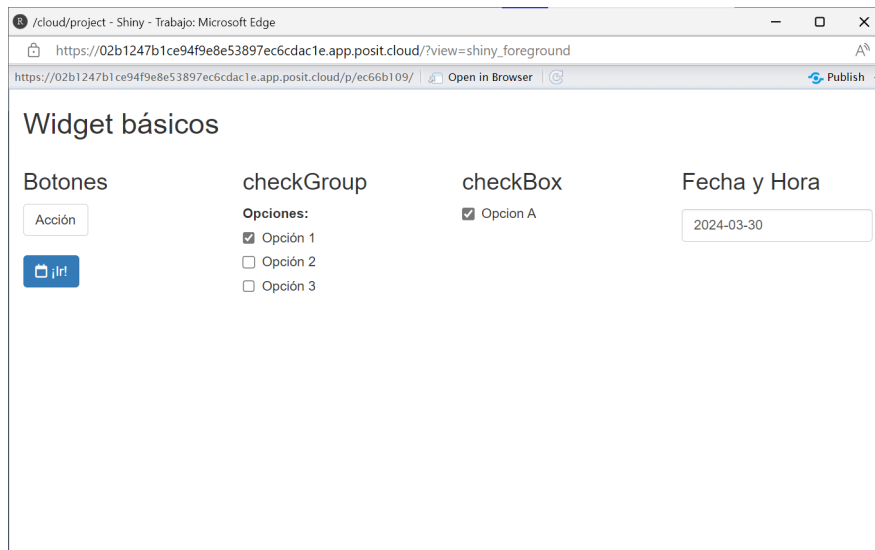 R /cloud/project - Shiny - Trabajo: Microsoft Edge
https://02b1247b1ce94f9e8e53897ec6cdac1e.app.posit.cloud/?view=shiny_foreground
https://02b1247b1ce94f9e8e53897ec6cdac1e.app.posit.cloud/p/ec66b109/ Open in Browser Publish
Widget básicos
Botones
Acción
¡Ir!
checkGroup
Opciones:
Opción 1
Opción 2
Opción 3
checkBox
Opcion A
Fecha y Hora
2024-03-30